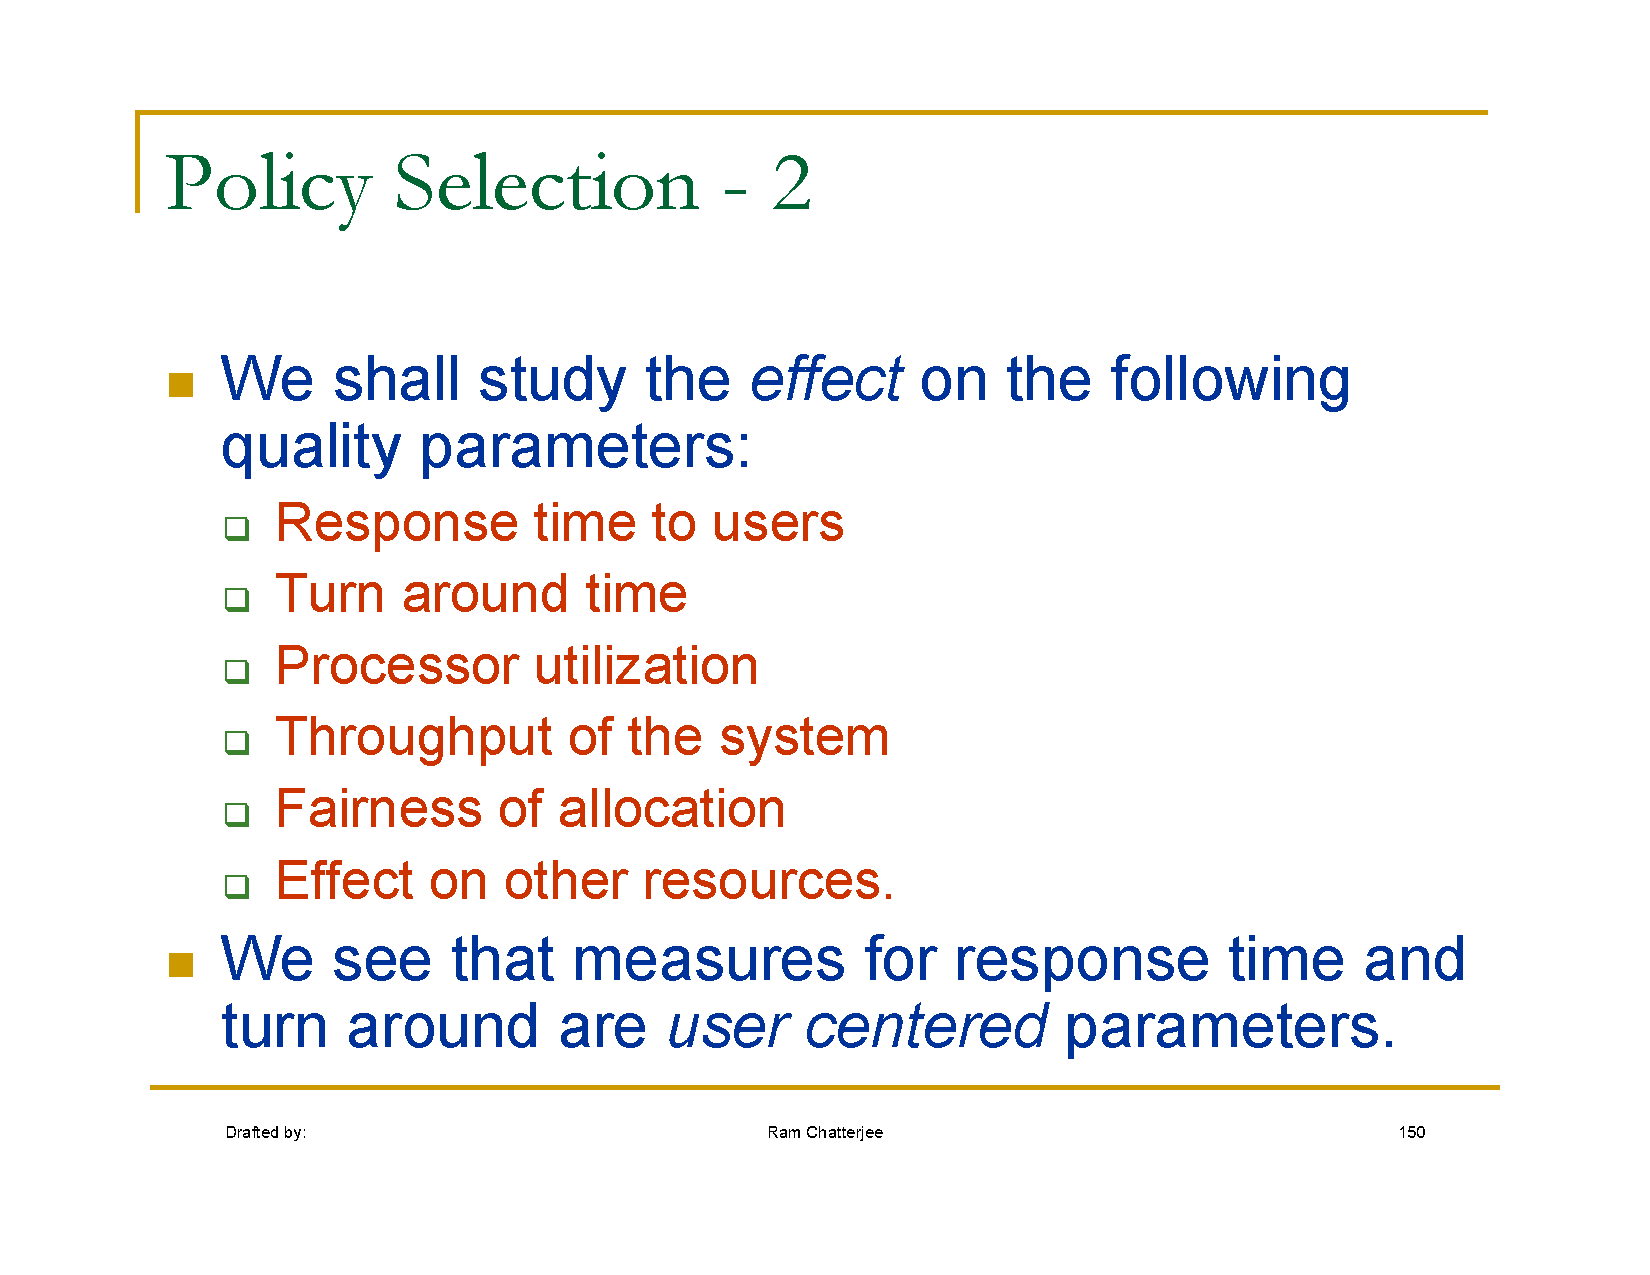 Policy Selection - 2
We shall study the effect on the following
quality parameters:
Response time to users
Turn around time
Processor utilization
Throughput of the system
Fairness of allocation
Effect on other resources.
We see that measures for response time and
turn around are user centered parameters.
Drafted by: Ram Chatterjee 150